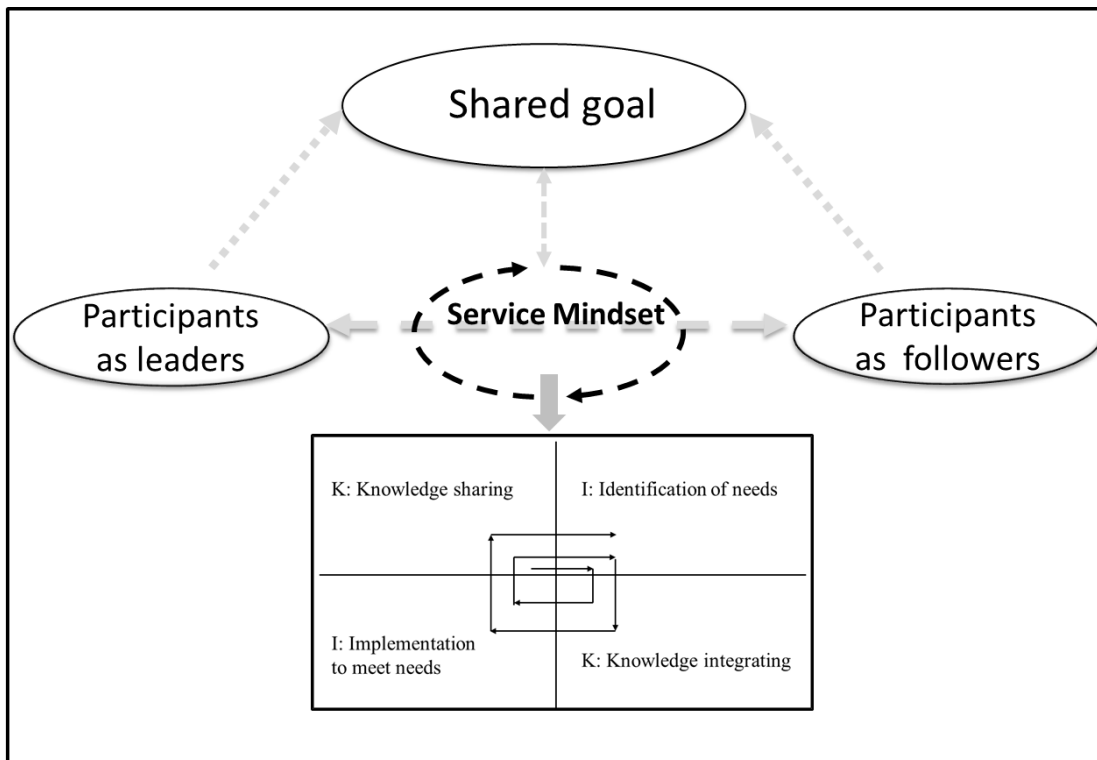 Shared goal
Service Mindset
Participants
as leaders
Participants
as followers
K: Knowledge sharing
I: Identification of needs
I: Implementation
to meet needs
K: Knowledge integrating